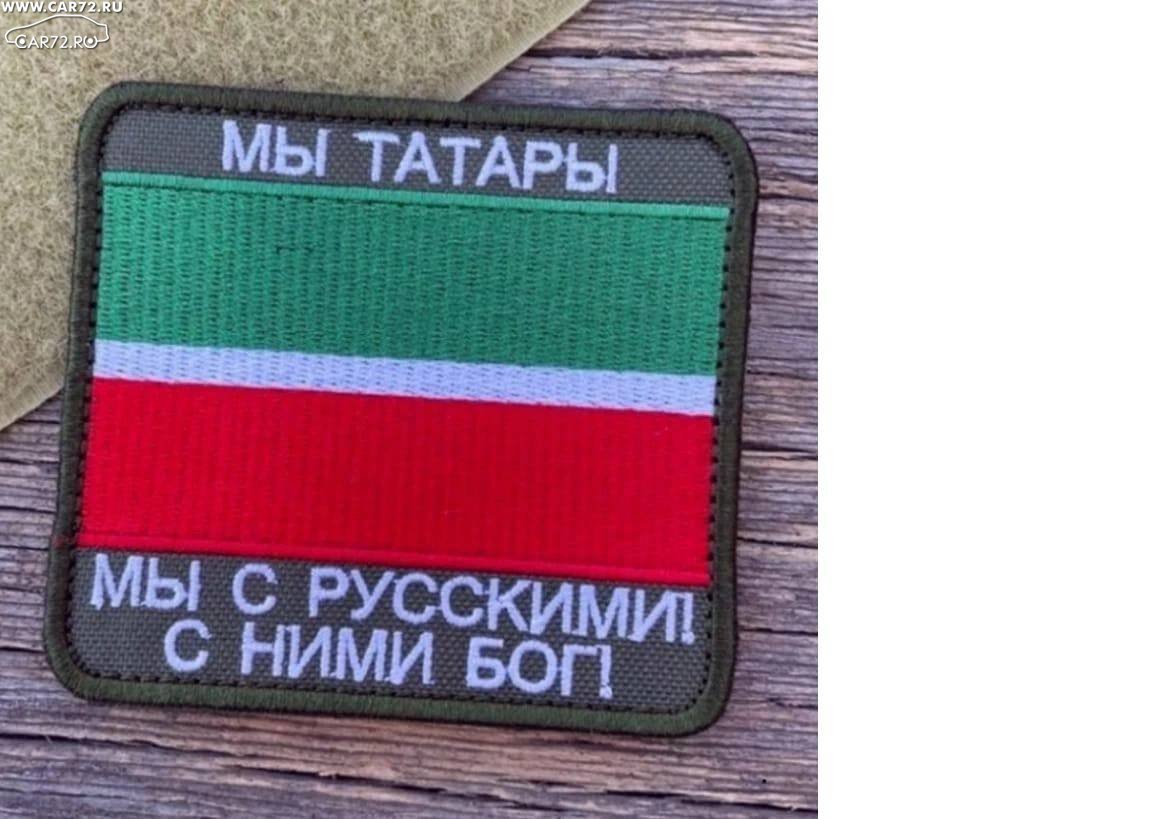 WWW.CAR72.RU
CAR72.RU
МЫ ТАТАРЫ
МЫ С РУССКИМИ!
С НИМИ БОГ!